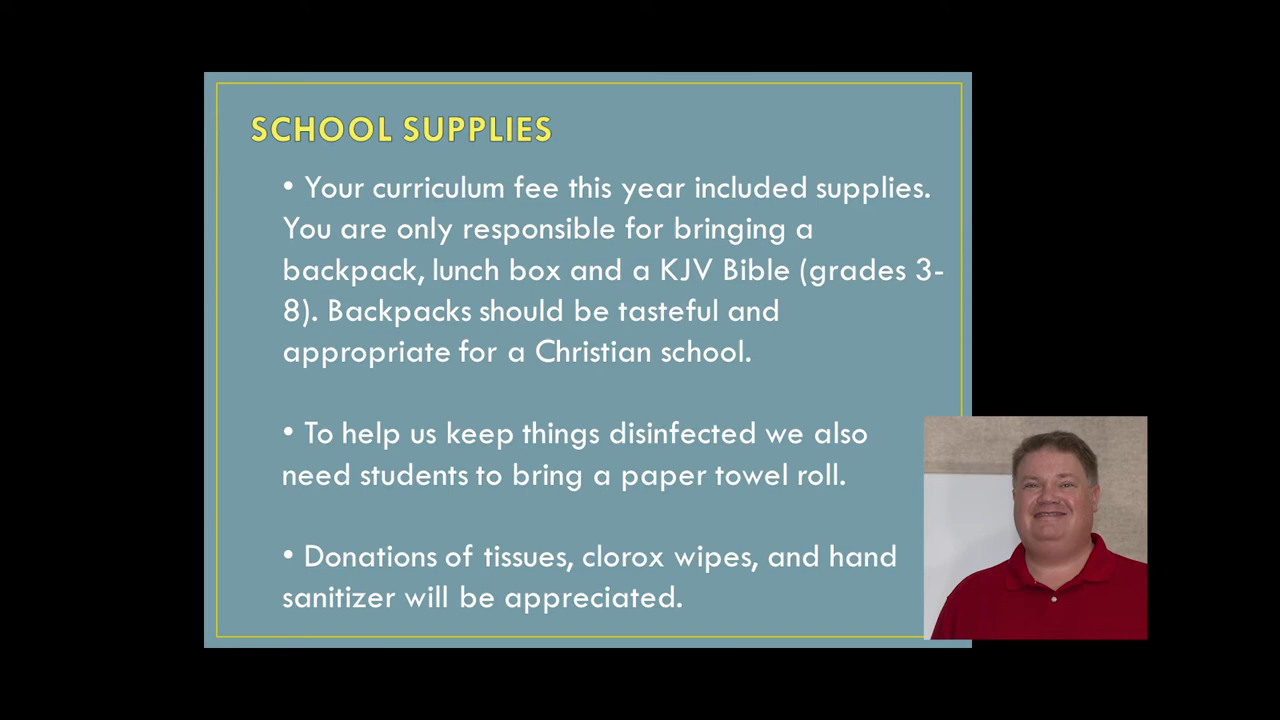 SCHOOL SUPPLIES
• Your curriculum fee this year included supplies.
You are only responsible for bringing a
backpack, lunch box and a KJV Bible (grades 3-
8). Backpacks should be tasteful and
appropriate for a Christian school.
• To help us keep things disinfected we also
need students to bring a paper towel roll.
• Donations of tissues, clorox wipes, and hand
sanitizer will be appreciated.